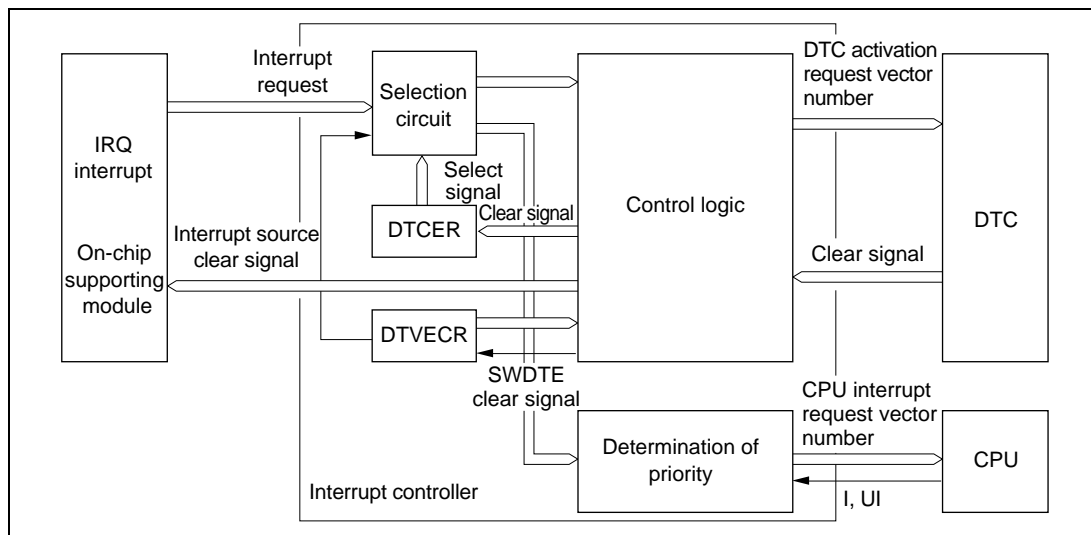 Interrupt
request
IRQ
interrupt
On-chip
supporting
module
Selection
circuit
Select
signal
DTCER
Clear signal
Interrupt source
clear signal
DTVECR
SWDTE
clear signal
Control logic
DTC activation
request vector
number
DTC
Clear signal
Determination of
priority
CPU interrupt
request vector
number
CPU
I, UI
Interrupt controller